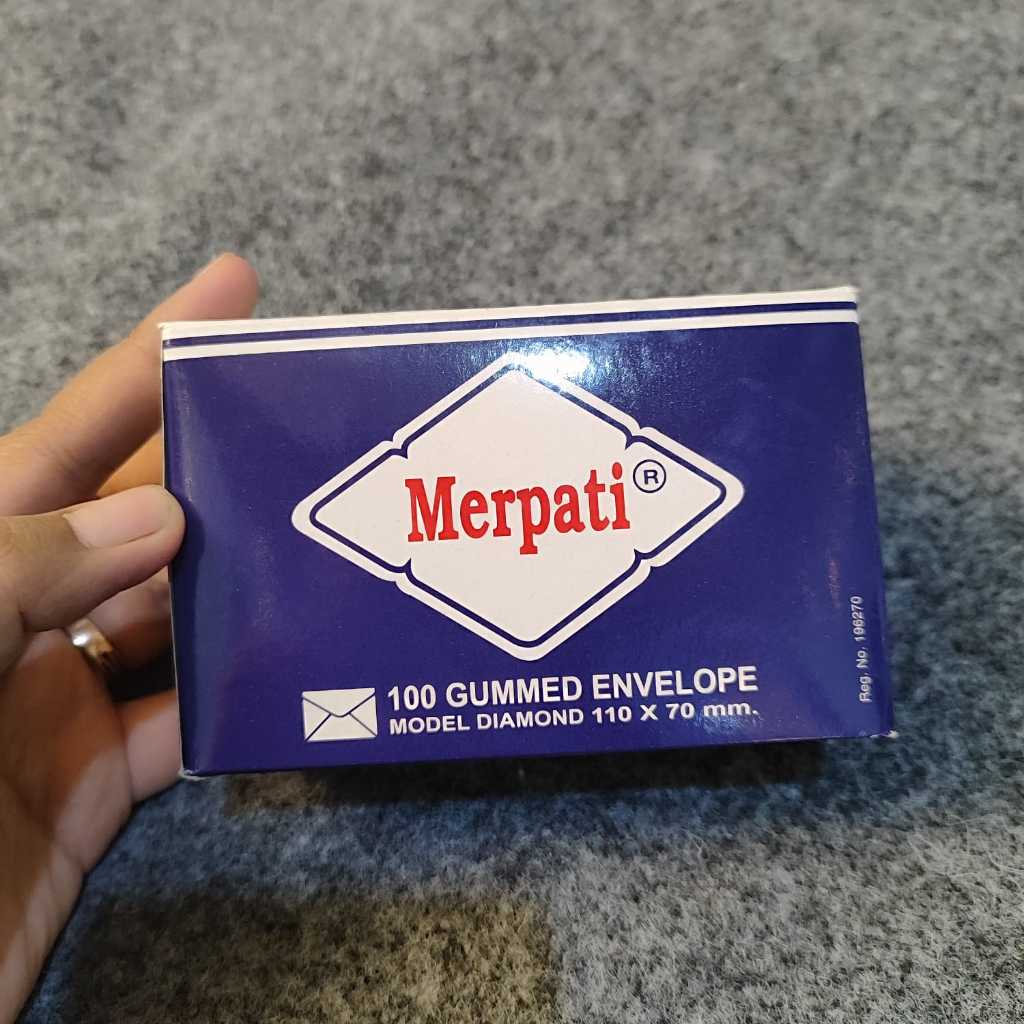 Merpati ®
100 GUMMED ENVELOPE
MODEL DIAMOND 110 X 70 mm.
Reg. No. 196270